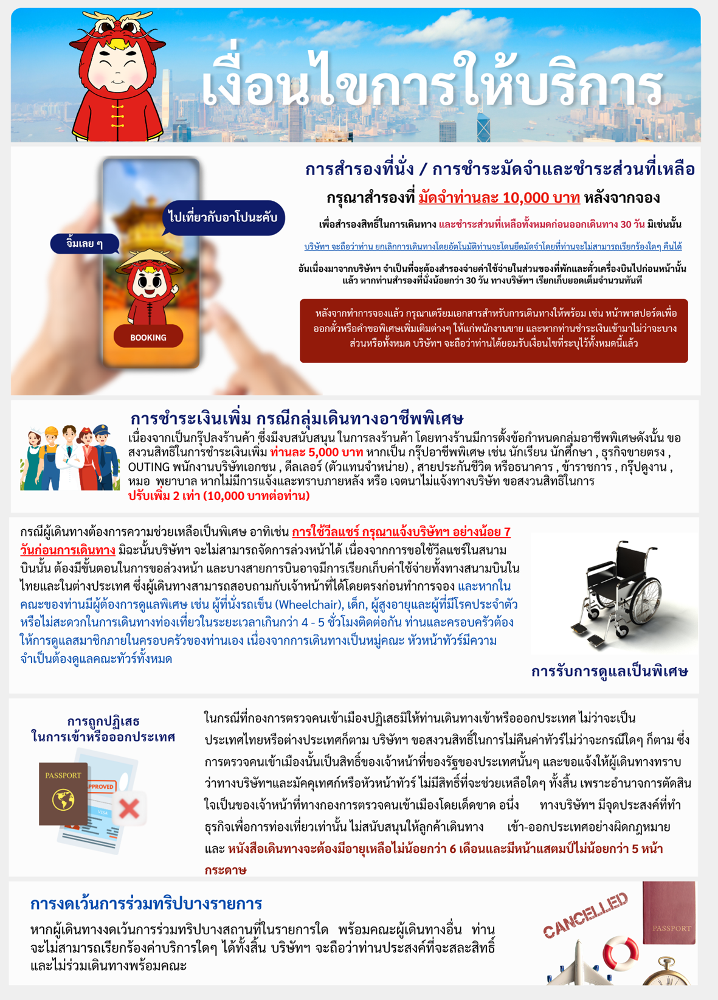 เงื่อนไขการให้บริการ
การสำรองที่นั่ง / การชำระมัดจำและชำระส่วนที่เหลือ
กรุณาสำรองที่ มัดจำท่านละ 10,000 บาท หลังจากจอง
เพื่อสำรองสิทธิ์ในการเดินทาง และชำระส่วนที่เหลือทั้งหมดก่อนออกเดินทาง 30 วัน มิเช่นนั้น
บริษัทฯ จะถือว่าท่าน ยกเลิกการเดินทางโดยอัตโนมัติท่านจะโดนยึดมัดจำโดยที่ท่านจะไม่สามารถเรียกร้องใดๆ คืนได้
อันเนื่องมาจากบริษัทฯ จำเป็นที่จะต้องสำรองจ่ายค่าใช้จ่ายในส่วนของที่พักและตั๋วเครื่องบินไปก่อนหน้านั้น
แล้ว หากท่านสำรองที่นั่งน้อยกว่า 30 วัน ทางบริษัทฯ เรียกเก็บยอดเต็มจำนวนทันที
หลังจากทำการจองแล้ว กรุณาเตรียมเอกสารสำหรับการเดินทางให้พร้อม เช่น หน้าพาสปอร์ตเพื่อ
ออกตั๋วหรือคำขอพิเศษเพิ่มเติมต่างๆ ให้แก่พนักงานขาย และหากท่านชำระเงินเข้ามาไม่ว่าจะบาง
ส่วนหรือทั้งหมด บริษัทฯ จะถือว่าท่านได้ยอมรับเงื่อนไขที่ระบุไว้ทั้งหมดนี้แล้ว
ไปเที่ยวกับอาโปนะคับ
จิ้มเลย ๆ
BOOKING
การชำระเงินเพิ่ม กรณีกลุ่มเดินทางอาชีพพิเศษ
เนื่องจากเป็นกรุ๊ปลงร้านค้า ซึ่งมีงบสนับสนุน ในการลงร้านค้า โดยทางร้านมีการตั้งข้อกำหนดกลุ่มอาชีพพิเศษดังนั้น ขอ
สงวนสิทธิในการชำระเงินเพิ่ม ท่านละ 5,000 บาท หากเป็น กรุ๊ปอาชีพพิเศษ เช่น นักเรียน นักศึกษา , ธุรกิจขายตรง ,
OUTING พนักงานบริษัทเอกชน , ดีลเลอร์ (ตัวแทนจำหน่าย) , สายประกันชีวิต หรือธนาคาร , ข้าราชการ , กรุ๊ปดูงาน ,
หมอ พยาบาล หากไม่มีการแจ้งและทราบภายหลัง หรือ เจตนาไม่แจ้งทางบริษัท ขอสงวนสิทธิในการ
ปรับเพิ่ม 2 เท่า (10,000 บาทต่อท่าน)
กรณีผู้เดินทางต้องการความช่วยเหลือเป็นพิเศษ อาทิเช่น การใช้วีลแชร์ กรุณาแจ้งบริษัทฯ อย่างน้อย 7
วันก่อนการเดินทาง มิฉะนั้นบริษัทฯ จะไม่สามารถจัดการล่วงหน้าได้ เนื่องจากการขอใช้วีลแชร์ในสนาม
บินนั้น ต้องมีขั้นตอนในการขอล่วงหน้า และบางสายการบินอาจมีการเรียกเก็บค่าใช้จ่ายทั้งทางสนามบินใน
ไทยและในต่างประเทศ ซึ่งผู้เดินทางสามารถสอบถามกับเจ้าหน้าที่ได้โดยตรงก่อนทำการจอง และหากใน
คณะของท่านมีผู้ต้องการดูแลพิเศษ เช่น ผู้ที่นั่งรถเข็น (Wheelchair), เด็ก, ผู้สูงอายุและผู้ที่มีโรคประจำตัว
หรือไม่สะดวกในการเดินทางท่องเที่ยวในระยะเวลาเกินกว่า 4 - 5 ชั่วโมงติดต่อกัน ท่านและครอบครัวต้อง
ให้การดูแลสมาชิกภายในครอบครัวของท่านเอง เนื่องจากการเดินทางเป็นหมู่คณะ หัวหน้าทัวร์มีความ
จำเป็นต้องดูแลคณะทัวร์ทั้งหมด
การรับการดูแลเป็นพิเศษ
การถูกปฏิเสธ
ในการเข้าหรือออกประเทศ
PASSPORT
APPROVED
VISA
ในกรณีที่กองการตรวจคนเข้าเมืองปฏิเสธมิให้ท่านเดินทางเข้าหรือออกประเทศ ไม่ว่าจะเป็น
ประเทศไทยหรือต่างประเทศก็ตาม บริษัทฯ ขอสงวนสิทธิ์ในการไม่คืนค่าทัวร์ไม่ว่าจะกรณีใดๆ ก็ตาม ซึ่ง
การตรวจคนเข้าเมืองนั้นเป็นสิทธิ์ของเจ้าหน้าที่ของรัฐของประเทศนั้นๆ และขอแจ้งให้ผู้เดินทางทราบ
ว่าทางบริษัทฯและมัคคุเทศก์หรือหัวหน้าทัวร์ ไม่มีสิทธิ์ที่จะช่วยเหลือใดๆ ทั้งสิ้น เพราะอำนาจการตัดสิน
ใจเป็นของเจ้าหน้าที่ทางกองการตรวจคนเข้าเมืองโดยเด็ดขาด อนึ่ง ทางบริษัทฯ มีจุดประสงค์ที่ทำ
ธุรกิจเพื่อการท่องเที่ยวเท่านั้น ไม่สนับสนุนให้ลูกค้าเดินทาง เข้า-ออกประเทศอย่างผิดกฎหมาย
และ หนังสือเดินทางจะต้องมีอายุเหลือไม่น้อยกว่า 6 เดือนและมีหน้าแสตมป์ไม่น้อยกว่า 5 หน้า
กระดาษ
การงดเว้นการร่วมทริปบางรายการ
หากผู้เดินทางงดเว้นการร่วมทริปบางสถานที่ในรายการใด พร้อมคณะผู้เดินทางอื่น ท่าน
จะไม่สามารถเรียกร้องค่าบริการใดๆ ได้ทั้งสิ้น บริษัทฯ จะถือว่าท่านประสงค์ที่จะสละสิทธิ์
และไม่ร่วมเดินทางพร้อมคณะ
CANCELLED
PASSPORT